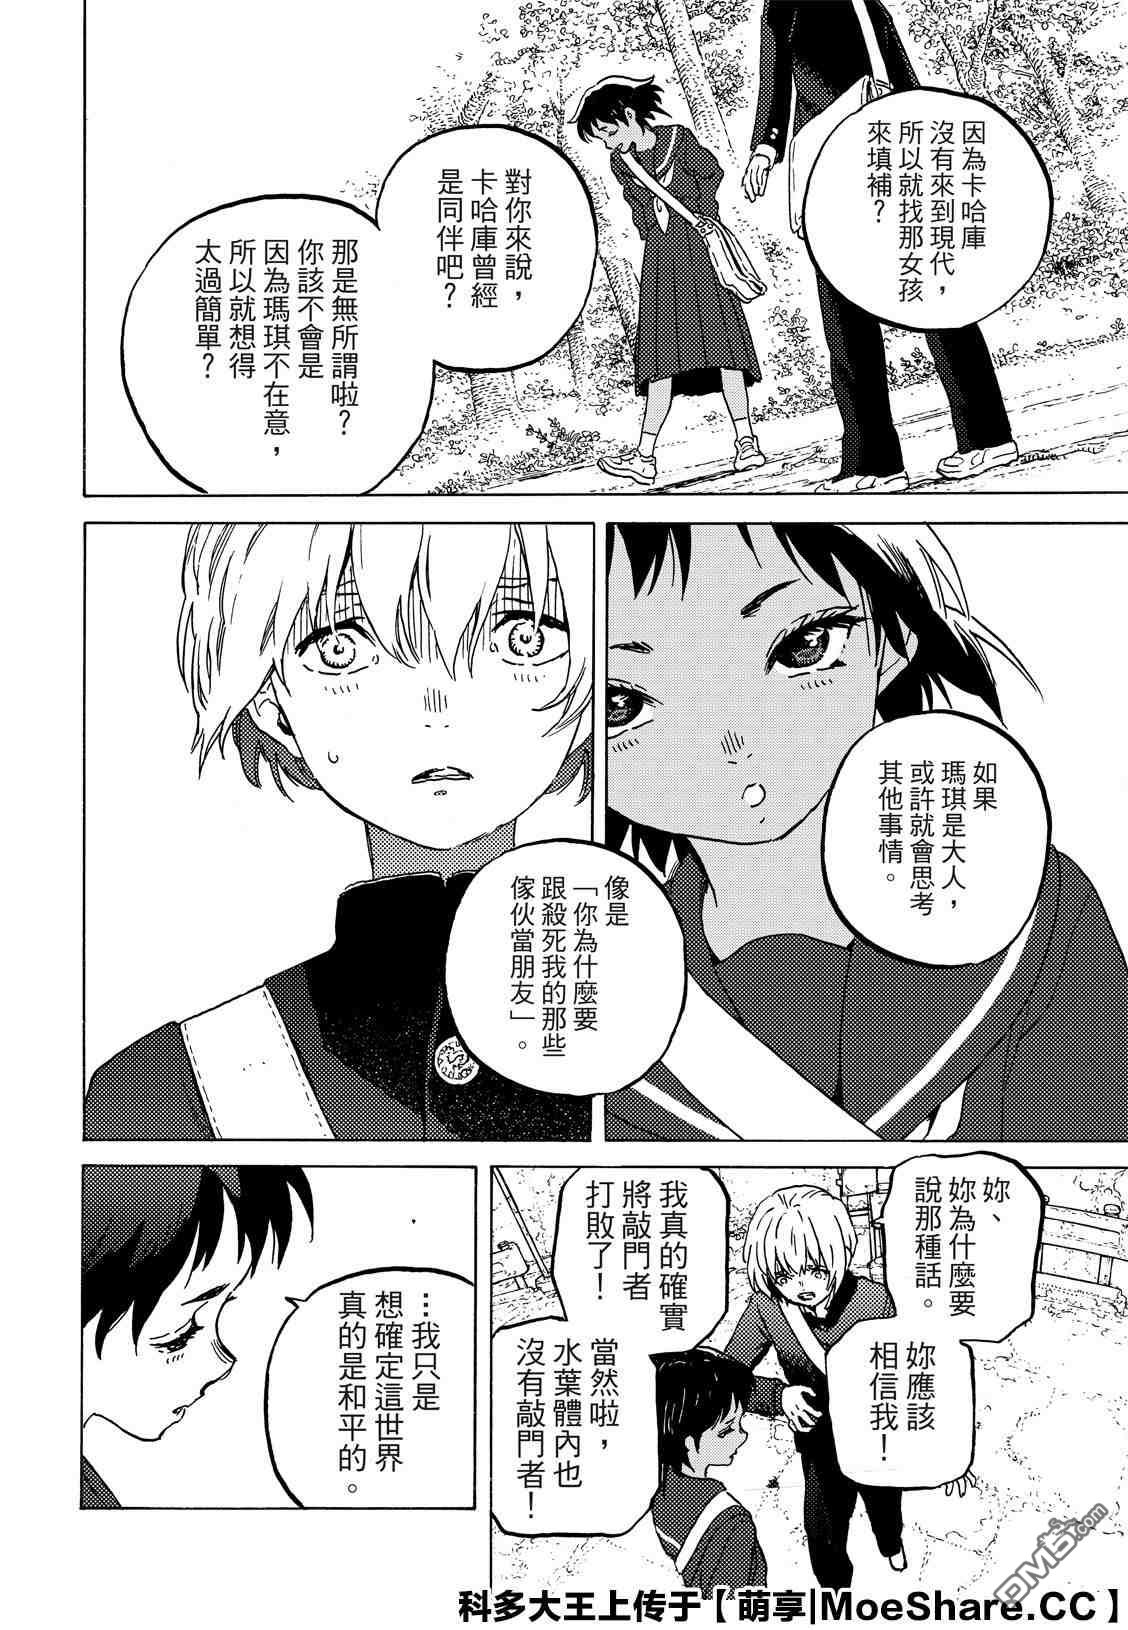 因為卡哈庫
沒有來到現代，
所以就找那女孩
來填補？
對你來說，
卡哈庫曾經
是同伴吧？
那是無所謂啦？
你該不會是
因為瑪琪不在意，
所以就想得
太過簡單？
如果
瑪琪是大人，
或許就會思考
其他事情。
像是
「你為什麼要
跟殺死我的那些
傢伙當朋友」。
妳、
妳為什麼要
說那種話。
妳應該
相信我！
我真的確實
將敲門者
打敗了！
當然啦，
水葉體內也
沒有敲門者！
…我只是
想確定這世界
真的是和平的。
科多大王上传于【萌享|MoeShare.CC】
DM5.com